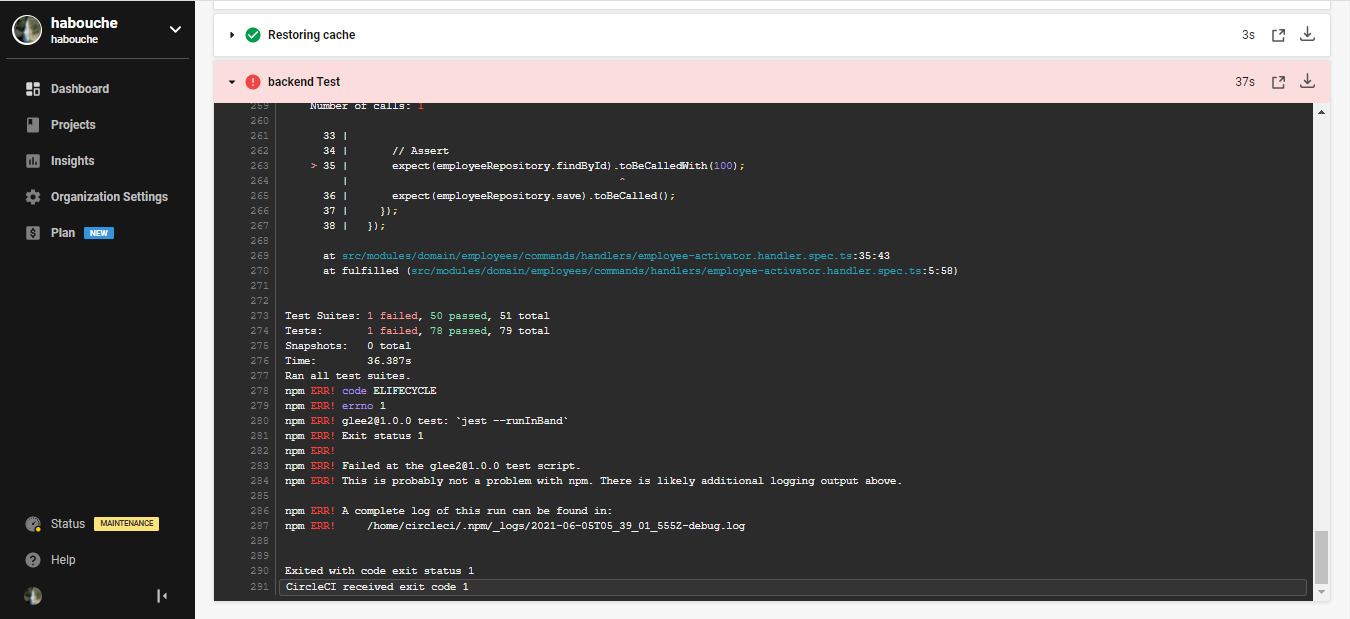 habouche
habouche
Dashboard
Projects
Insights
Organization Settings
Plan NEW
Status MAINTENANCE
Help
Restoring cache 3s
backend Test 37s
259 Number of calls: 1
260
261 33 |
262 34 | // Assert
263 > 35 | expect(employeeRepository.findById).toBeCalledWith(100);
264 | ^
265 36 | expect(employeeRepository.save).toBeCalled();
266 37 | });
267 38 | });
268
269 at src/modules/domain/employees/commands/handlers/employee-activator.handler.spec.ts:35:43
270 at fulfilled (src/modules/domain/employees/commands/handlers/employee-activator.handler.spec.ts:5:58)
271
272
273 Test Suites: 1 failed, 50 passed, 51 total
274 Tests: 1 failed, 78 passed, 79 total
275 Snapshots: 0 total
276 Time: 36.387s
277 Ran all test suites.
278 npm ERR! code ELIFECYCLE
279 npm ERR! errno 1
280 npm ERR! glee2@1.0.0 test: `jest --runInBand`
281 npm ERR! Exit status 1
282 npm ERR!
283 npm ERR! Failed at the glee2@1.0.0 test script.
284 npm ERR! This is probably not a problem with npm. There is likely additional logging output above.
285
286 npm ERR! A complete log of this run can be found in:
287 npm ERR! /home/circleci/.npm/_logs/2021-06-05T05_39_01_555Z-debug.log
288
289
290 Exited with code exit status 1
291 CircleCI received exit code 1